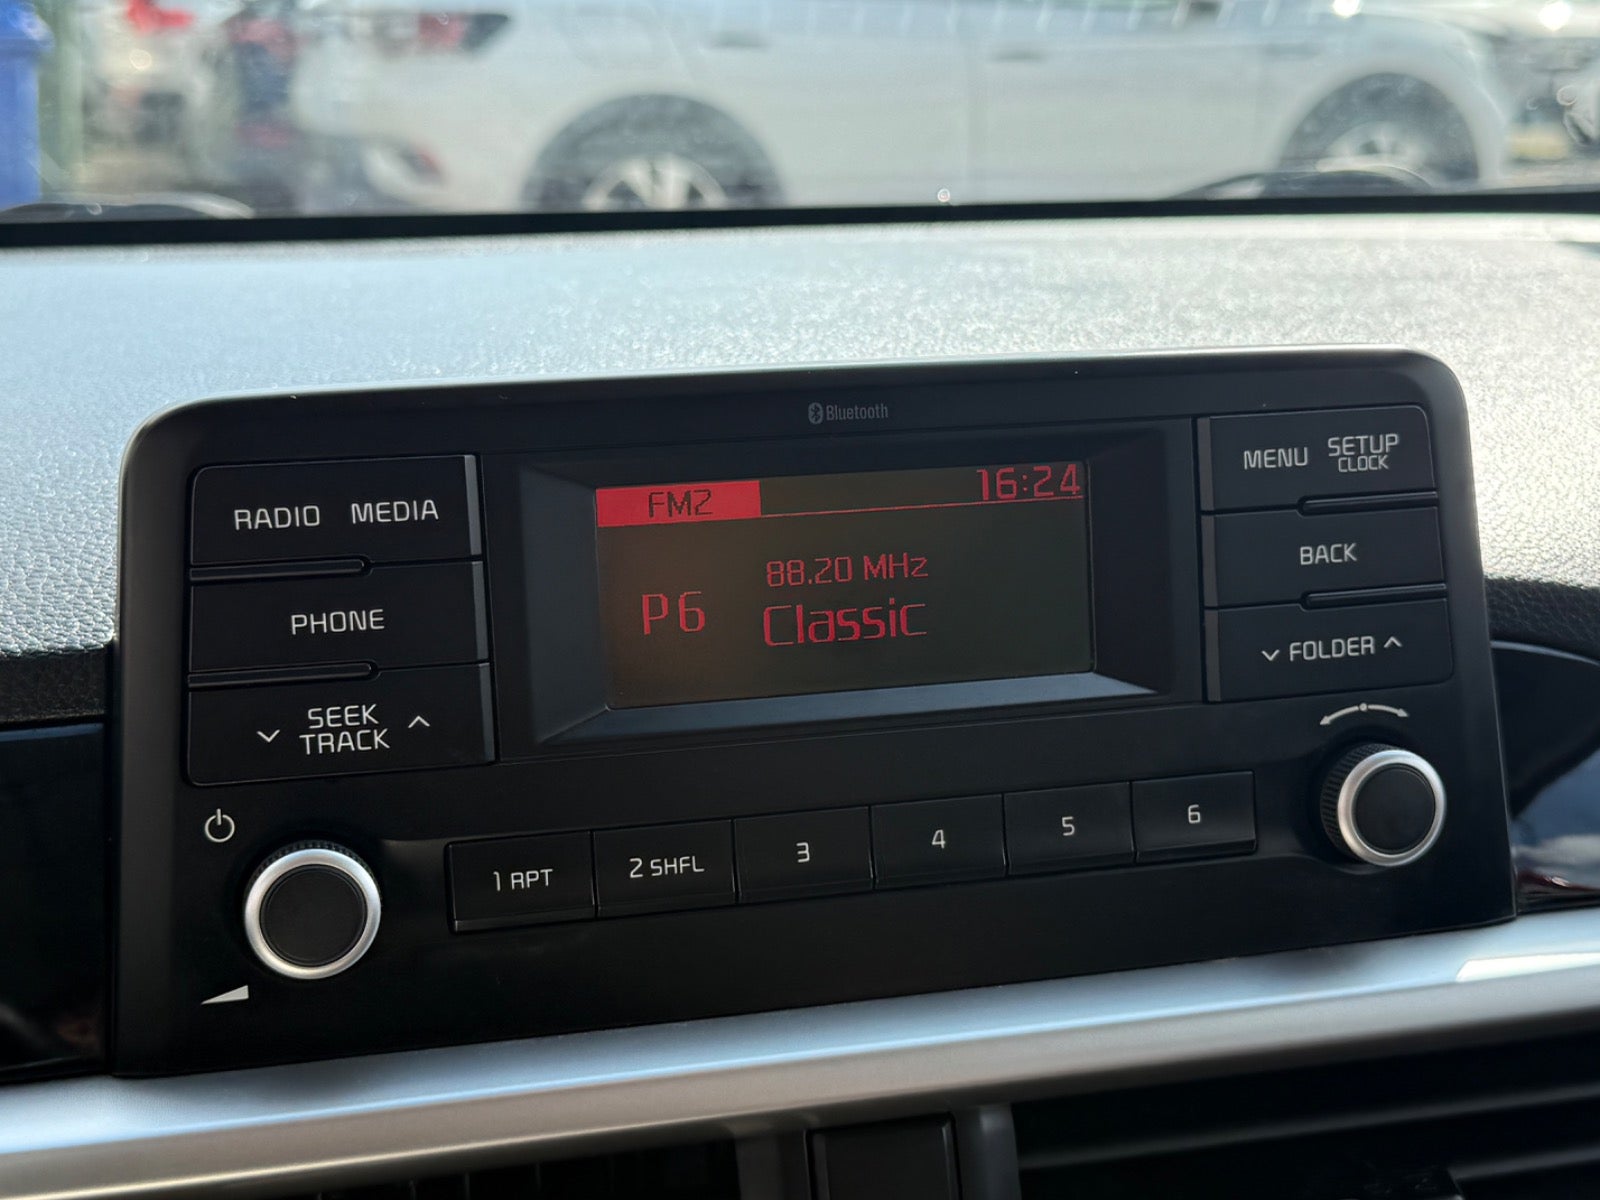 Bluetooth
RADIO MEDIA
PHONE
SEEK
TRACK
FM2 16:24
88.20 MHz
P6 Classic
MENU SETUP
CLOCK
BACK
FOLDER
1 RPT 2 SHFL 3 4 5 6